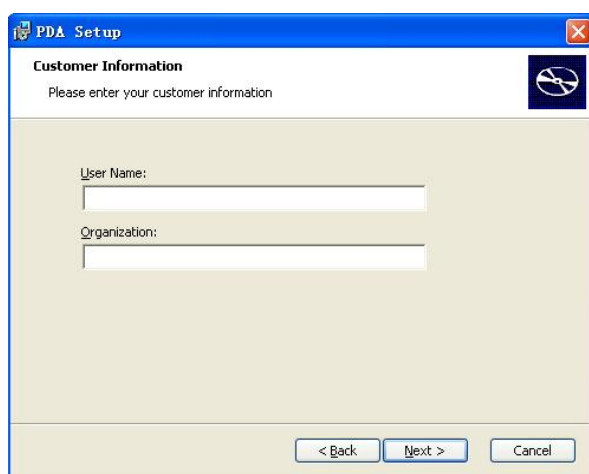 PDA Setup
Customer Information
Please enter your customer information
User Name:
Organization:
< Back
Next >
Cancel